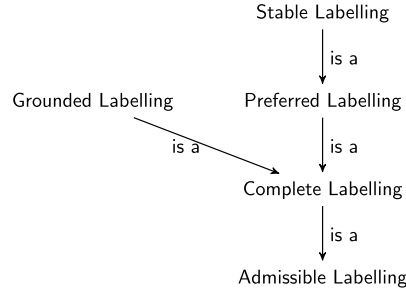 Stable Labelling
is a
Grounded Labelling
Preferred Labelling
is a
is a
Complete Labelling
is a
Admissible Labelling